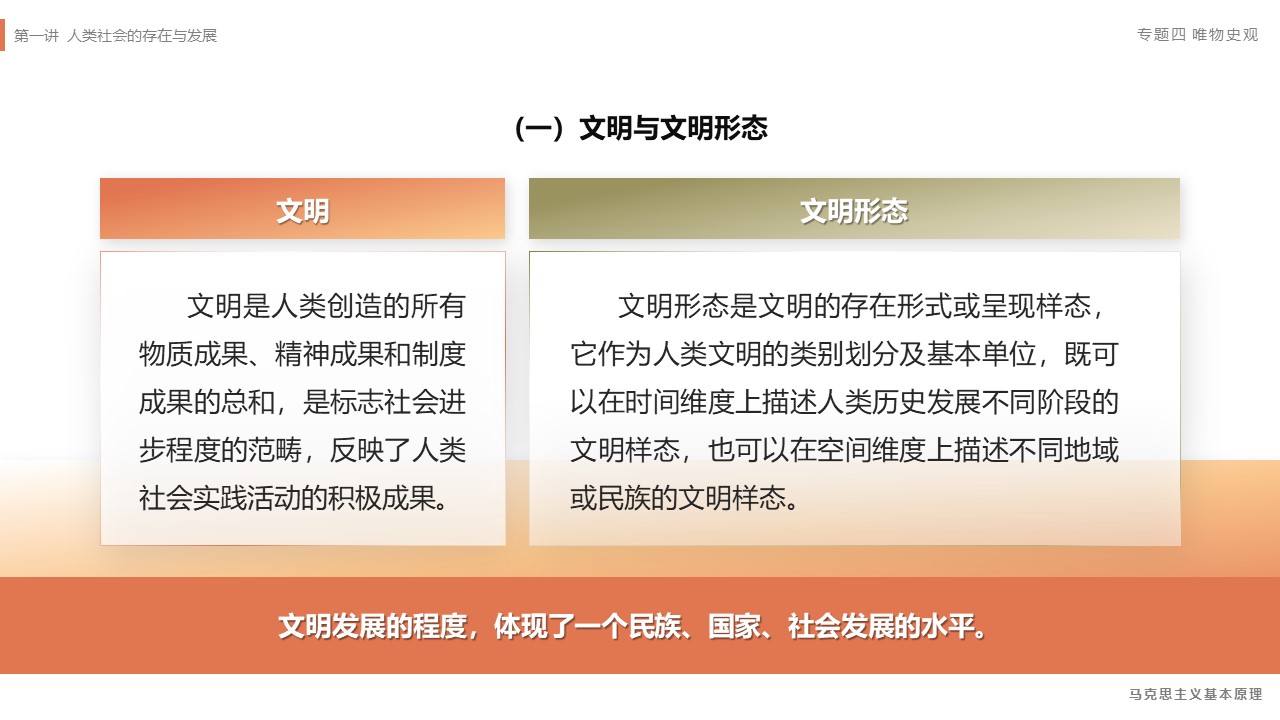 第一讲 人类社会的存在与发展
专题四 唯物史观
（一）文明与文明形态
文明
文明是人类创造的所有
物质成果、精神成果和制度
成果的总和，是标志社会进
步程度的范畴，反映了人类
社会实践活动的积极成果。
文明形态
文明形态是文明的存在形式或呈现样态，
它作为人类文明的类别划分及基本单位，既可
以在时间维度上描述人类历史发展不同阶段的
文明样态，也可以在空间维度上描述不同地域
或民族的文明样态。
文明发展的程度，体现了一个民族、国家、社会发展的水平。
马克思主义基本原理